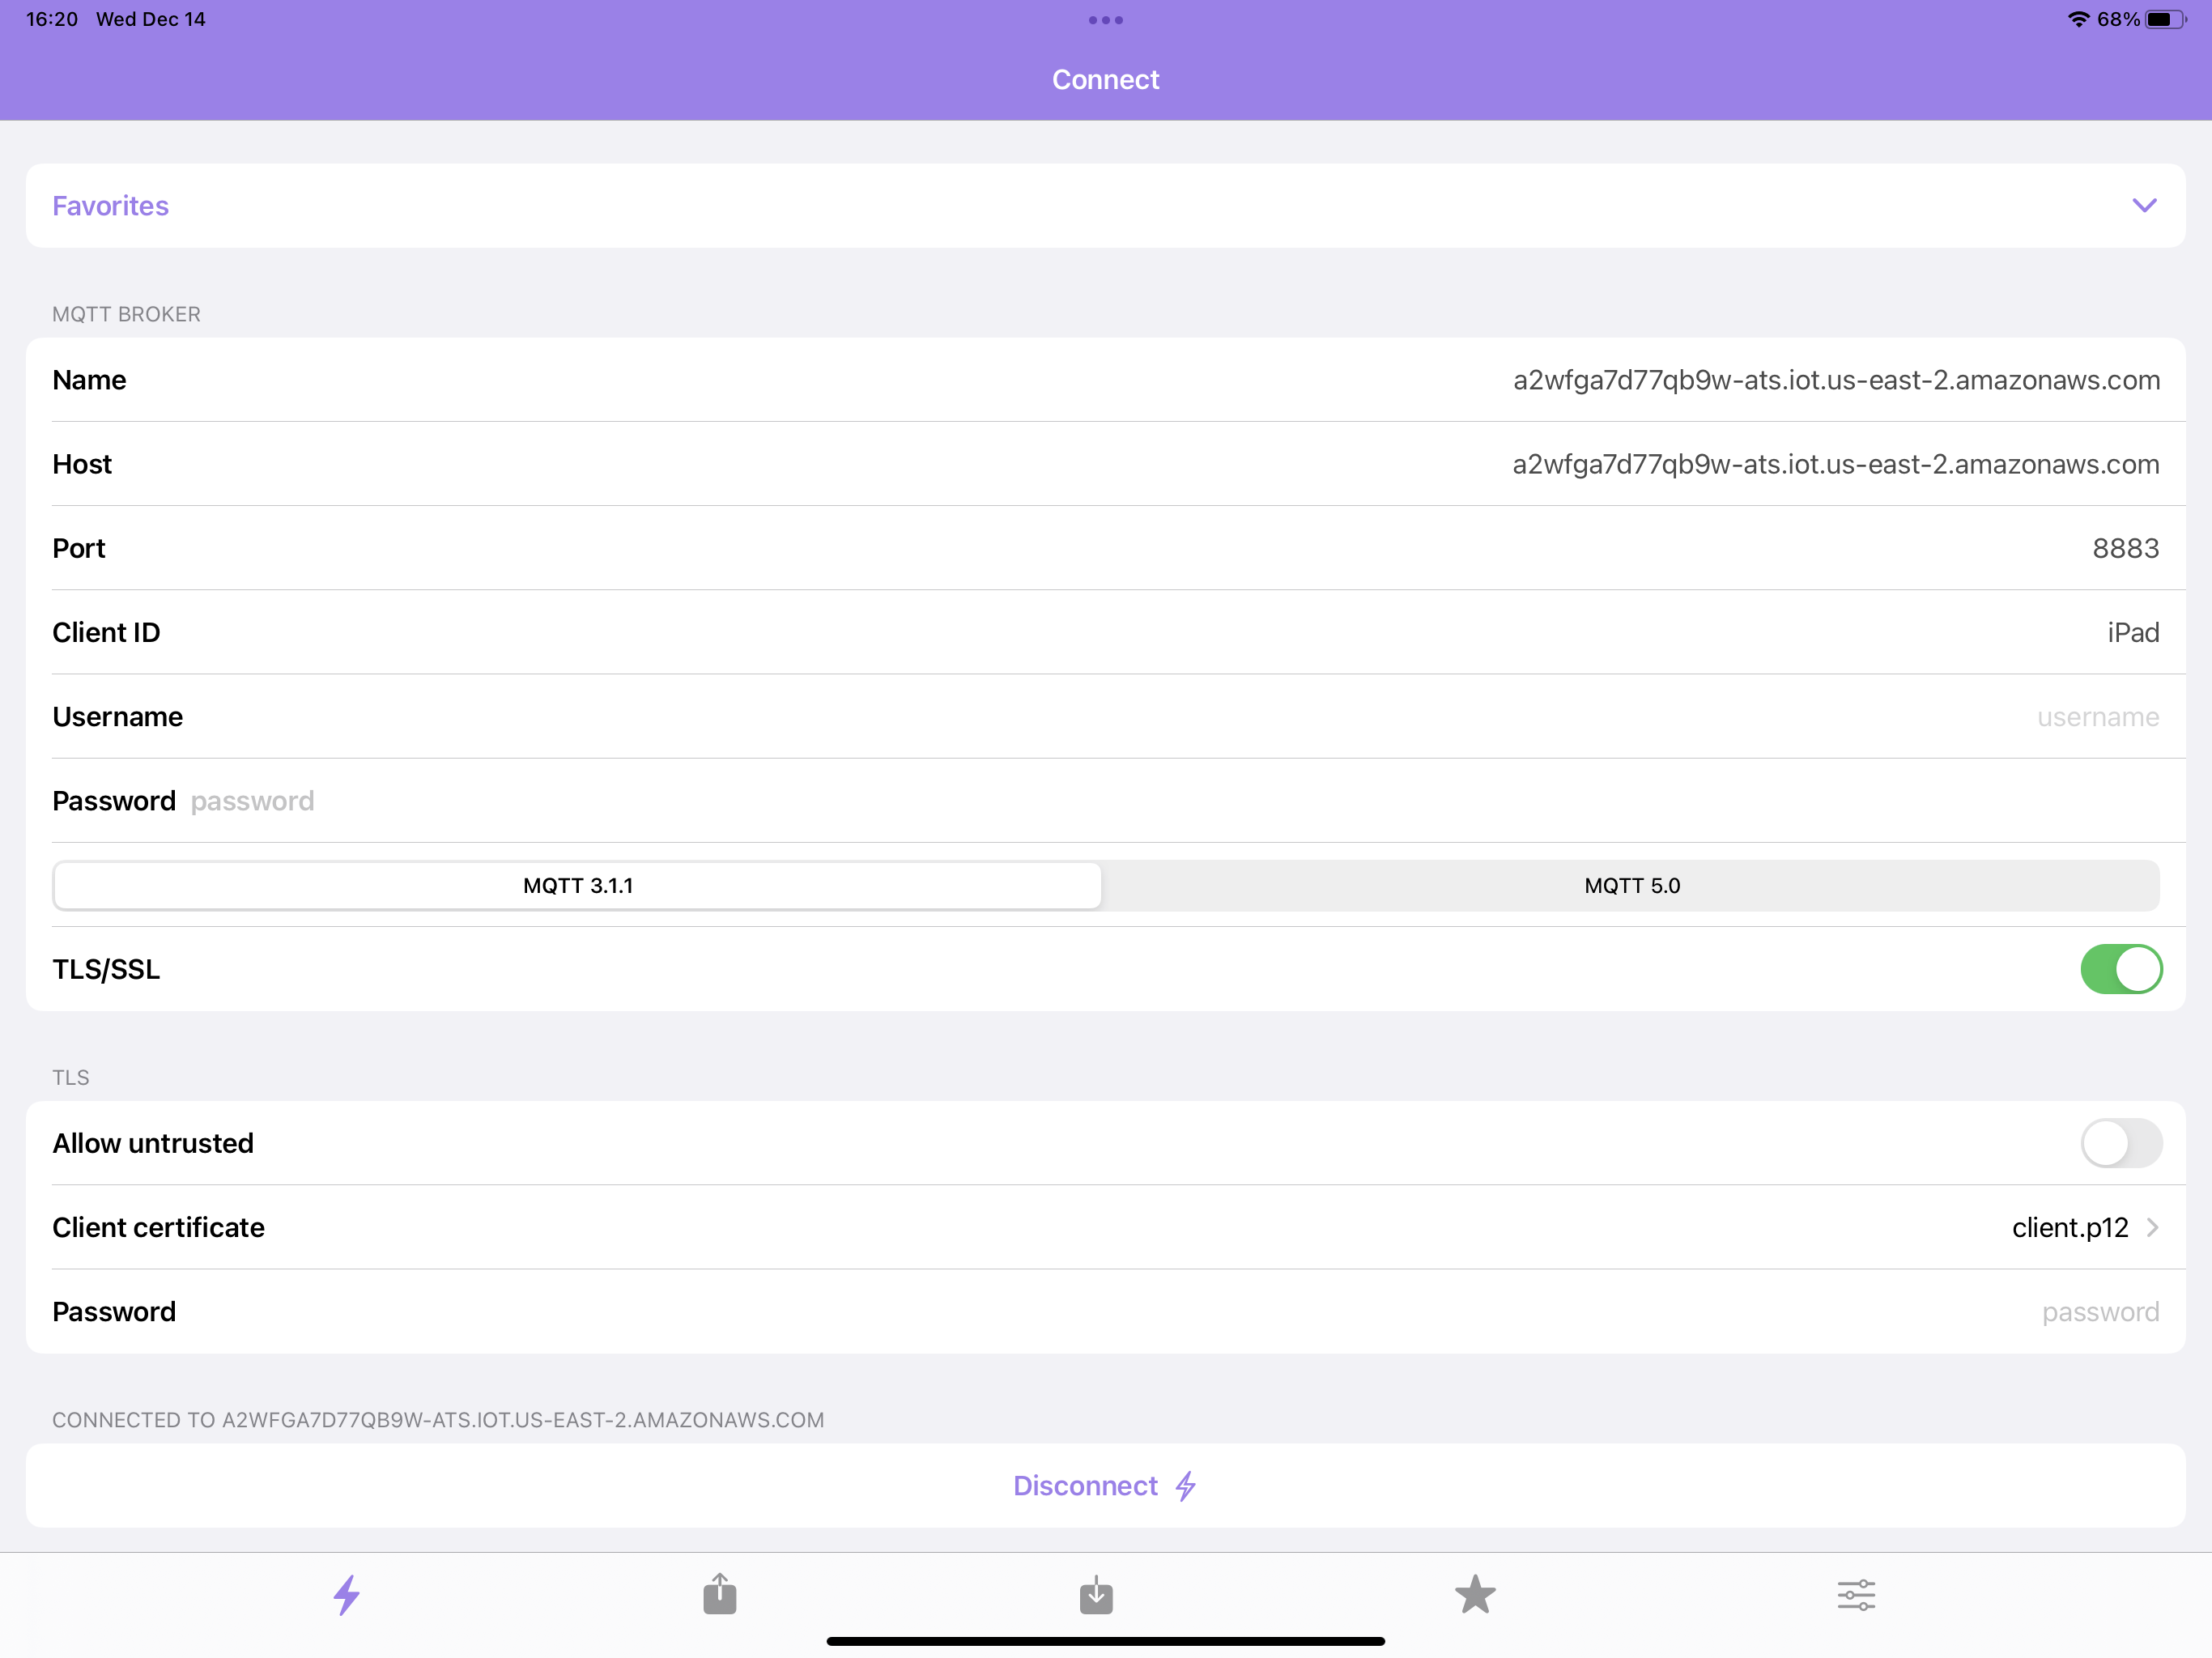 16:20 Wed Dec 14
68%
Connect
Favorites
MQTT BROKER
Name a2wfga7d77qb9w-ats.iot.us-east-2.amazonaws.com
Host a2wfga7d77qb9w-ats.iot.us-east-2.amazonaws.com
Port 8883
Client ID iPad
Username username
Password password
MQTT 3.1.1 MQTT 5.0
TLS/SSL
TLS
Allow untrusted
Client certificate client.p12
Password password
CONNECTED TO A2WFGA7D77QB9W-ATS.IOT.US-EAST-2.AMAZONAWS.COM
Disconnect